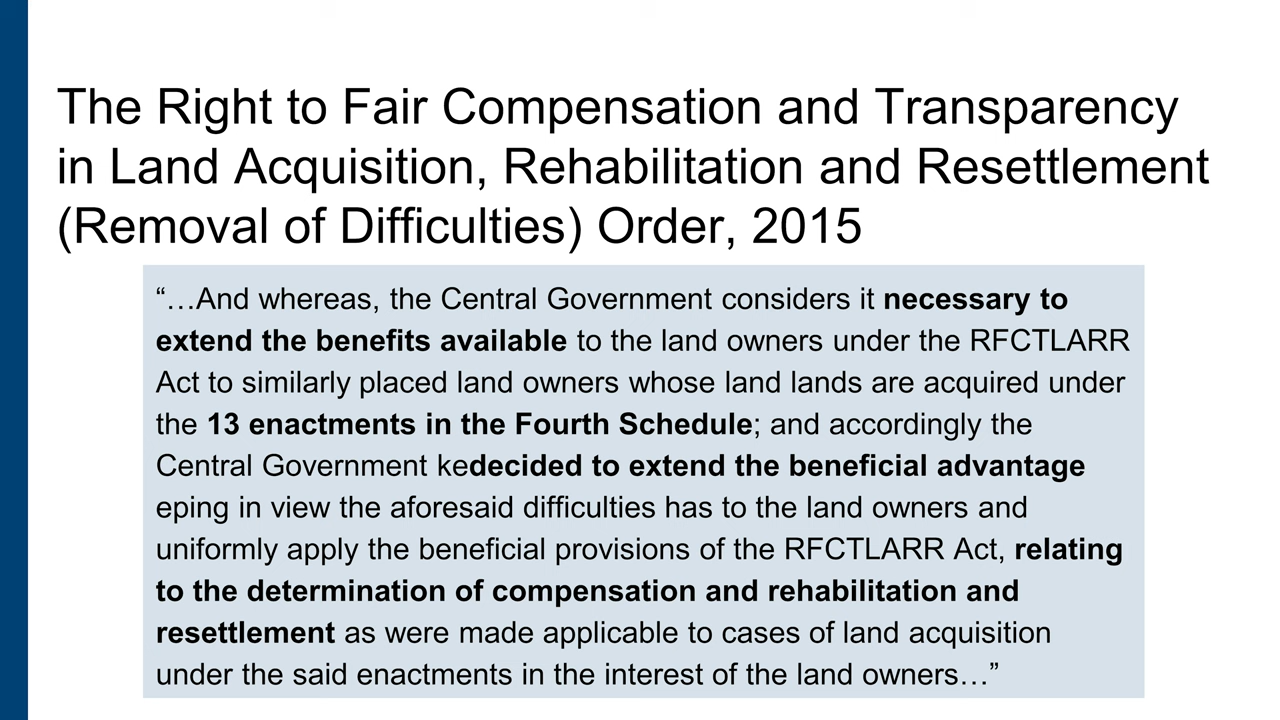 The Right to Fair Compensation and Transparency
in Land Acquisition, Rehabilitation and Resettlement
(Removal of Difficulties) Order, 2015
“…And whereas, the Central Government considers it necessary to
extend the benefits available to the land owners under the RFCTLARR
Act to similarly placed land owners whose land lands are acquired under
the 13 enactments in the Fourth Schedule; and accordingly the
Central Government kedecided to extend the beneficial advantage
eping in view the aforesaid difficulties has to the land owners and
uniformly apply the beneficial provisions of the RFCTLARR Act, relating
to the determination of compensation and rehabilitation and
resettlement as were made applicable to cases of land acquisition
under the said enactments in the interest of the land owners…”